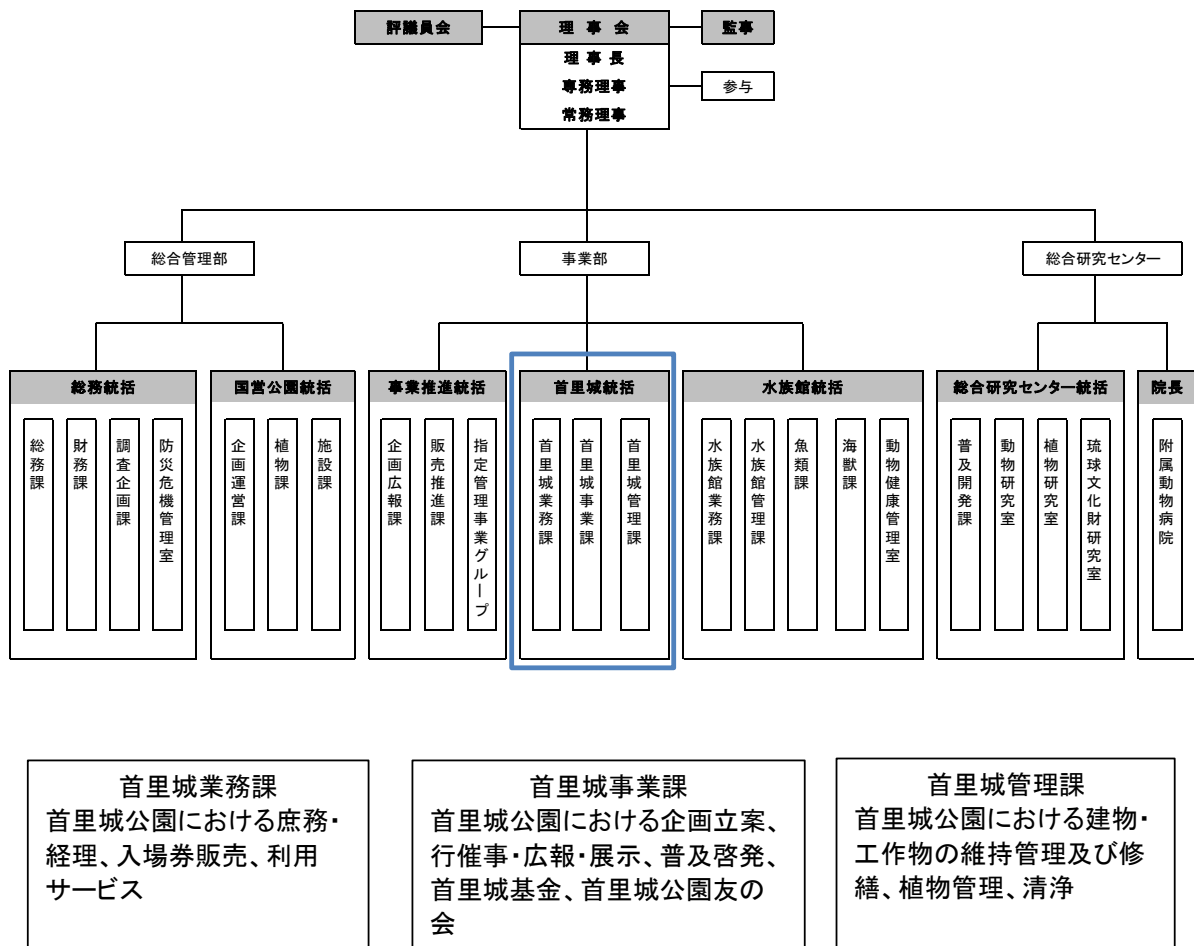 評議員会
理 事 会
監事
理 事 長
専務理事
常務理事
参与
総合管理部
事業部
総合研究センター
総務統括
総務課
財務課
調査企画課
防災危機管理室
国営公園統括
企画運営課
植物課
施設課
事業推進統括
企画広報課
販売推進課
指定管理事業グループ
首里城統括
首里城業務課
首里城事業課
首里城管理課
水族館統括
水族館業務課
水族館管理課
魚類課
海獣課
動物健康管理室
総合研究センター統括
普及開発課
動物研究室
植物研究室
琉球文化財研究室
院長
附属動物病院
首里城業務課
首里城公園における庶務・
経理、入場券販売、利用
サービス
首里城事業課
首里城公園における企画立案、
行催事・広報・展示、普及啓発、
首里城基金、首里城公園友の
会
首里城管理課
首里城公園における建物・
工作物の維持管理及び修
繕、植物管理、清浄